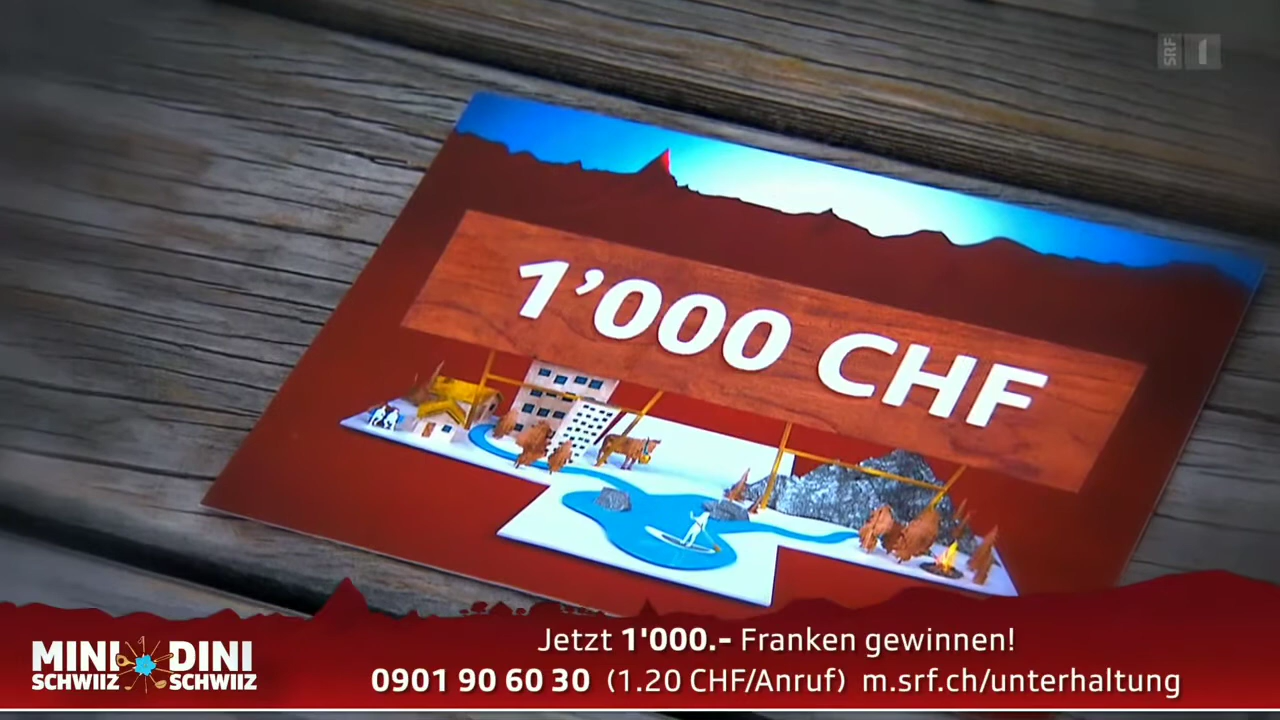 SRF 1
1'000 CHF
MINI DINI
SCHWIIZ SCHWIIZ
Jetzt 1'000.- Franken gewinnen!
0901 90 60 30 (1.20 CHF/Anruf) m.srf.ch/unterhaltung